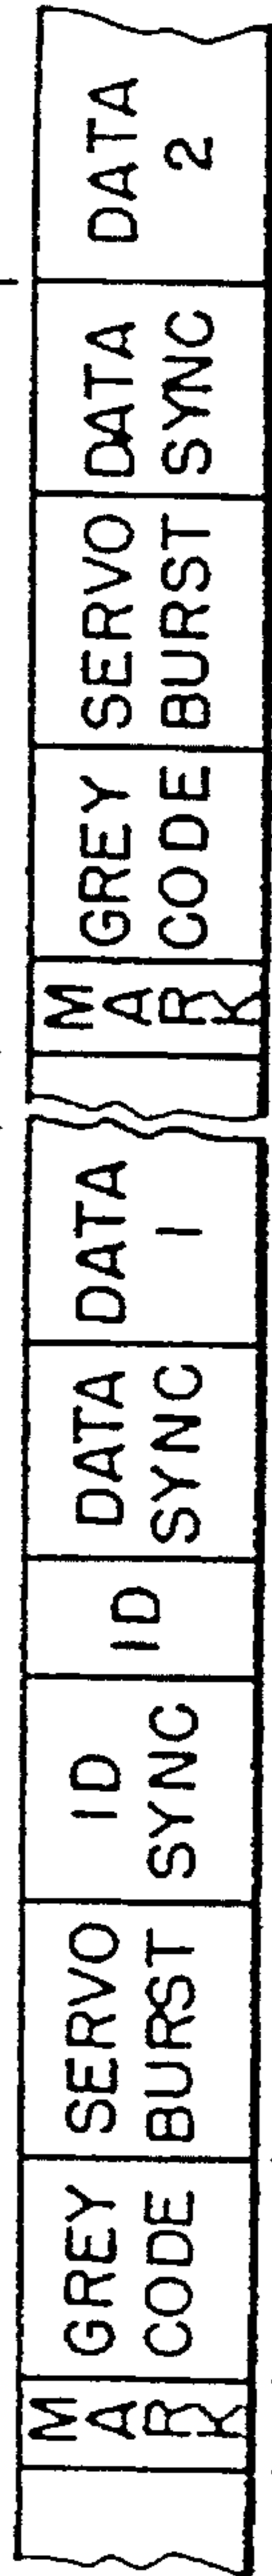 MARK
GREY CODE
SERVO BURST
ID SYNC
ID
DATA SYNC
DATA 1
MARK
GREY CODE
SERVO BURST
DATA SYNC
DATA 2